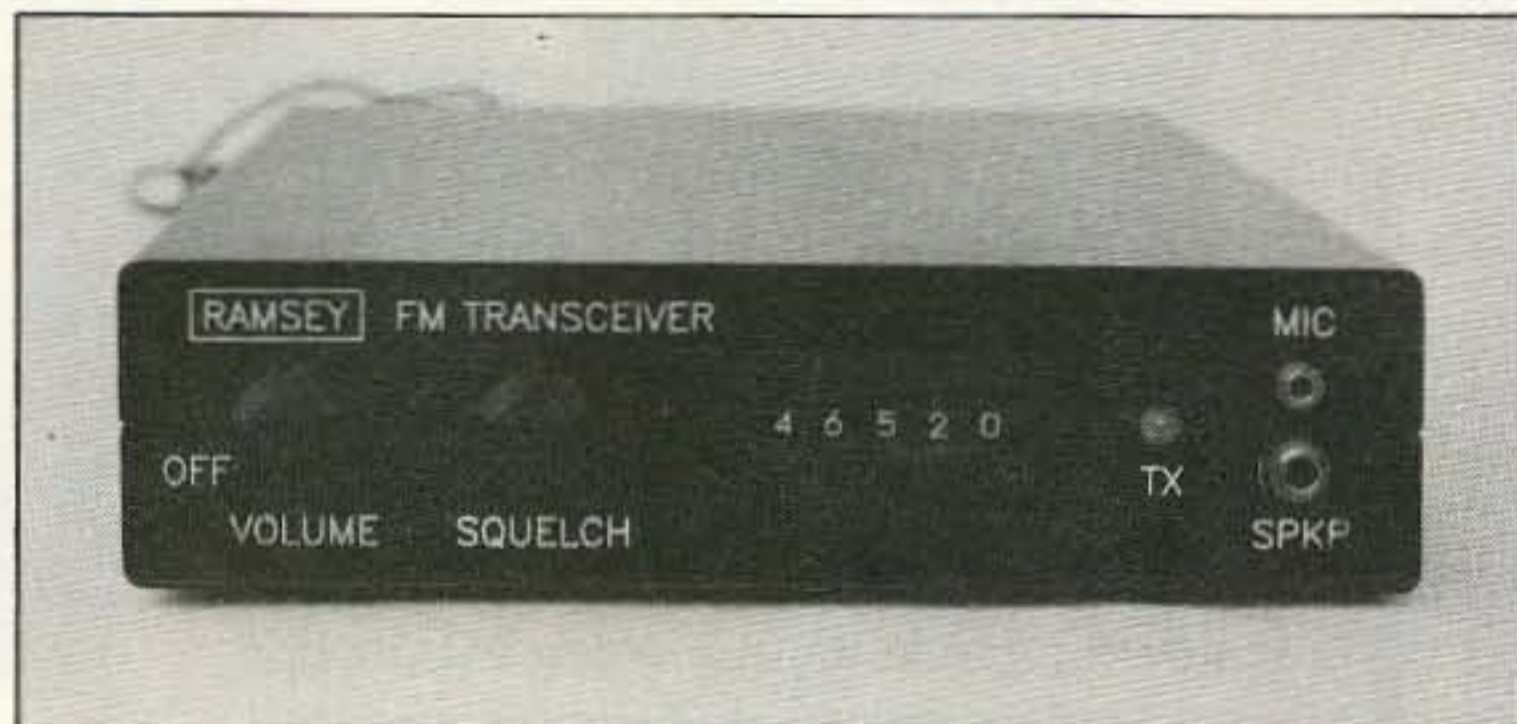 RAMSEY FM TRANSCEIVER
MIC
4 6 5 2 0
OFF
TX
VOLUME SQUELCH
SPKR